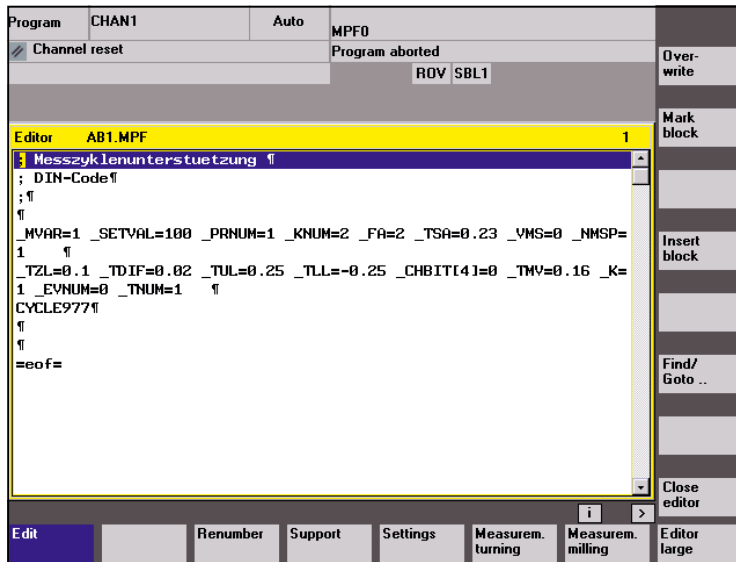 Program CHAN1 Auto MPF0
Channel reset Program aborted
ROV SBL1
Editor AB1.MPF 1
; Messzyklenunterstuetzung ¶
; DIN-Code¶
;¶
¶
_MVAR=1 _SETVAL=100 _PRNUM=1 _KNUM=2 _FA=2 _TSA=0.23 _VMS=0 _NMSP=
1 ¶
_TZL=0.1 _TDIF=0.02 _TUL=0.25 _TLL=-0.25 _CHBIT[4]=0 _TMV=0.16 _K=
1 _EVNUM=0 _TNUM=1 ¶
CYCLE977¶
¶
¶
=eof=
Over-
write
Mark
block
Insert
block
Find/
Goto ..
Close
editor
i >
Edit
Renumber
Support
Settings
Measurem.
turning
Measurem.
milling
Editor
large